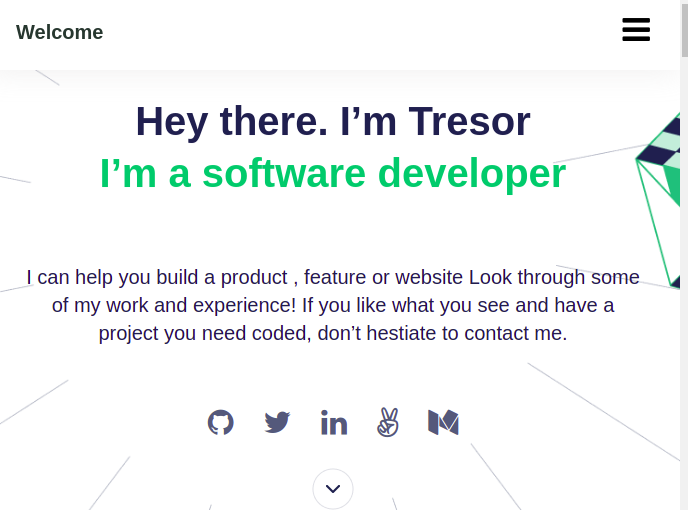 Welcome
Hey there. I’m Tresor
I’m a software developer
I can help you build a product , feature or website Look through some
of my work and experience! If you like what you see and have a
project you need coded, don’t hestiate to contact me.